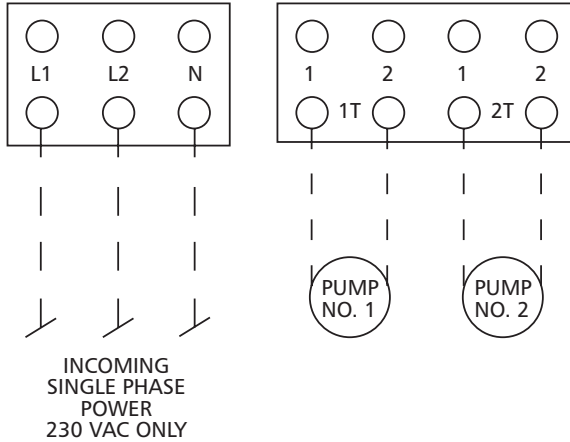 L1 L2 N
1 2 1 2
1T 2T
PUMP
NO. 1
PUMP
NO. 2
INCOMING
SINGLE PHASE
POWER
230 VAC ONLY